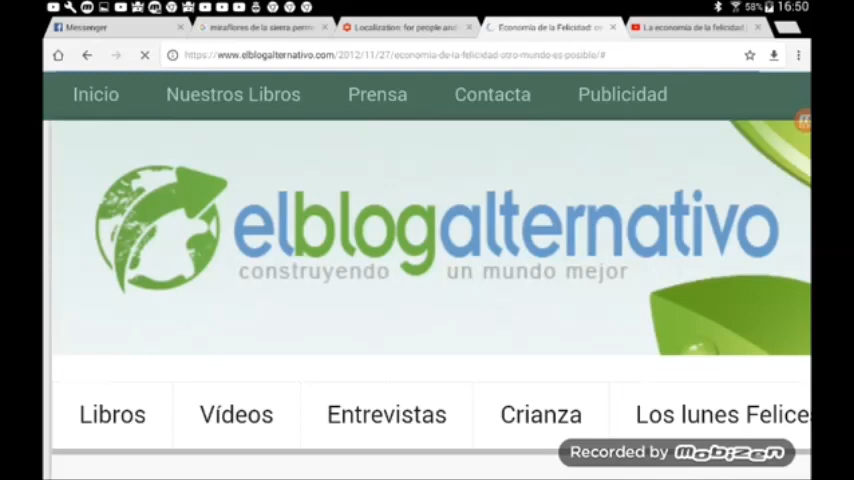 58% 16:50
Messenger
miraflores de la sierra perm
Localization: for people and
Economía de la Felicidad: o
La economía de la felicidad |
https://www.elblogalternativo.com/2012/11/27/economia-de-la-felicidad-otro-mundo-es-posible/#
Inicio Nuestros Libros Prensa Contacta Publicidad
elblogalternativo
construyendo un mundo mejor
Libros Vídeos Entrevistas Crianza Los lunes Felice
Recorded by mobizen